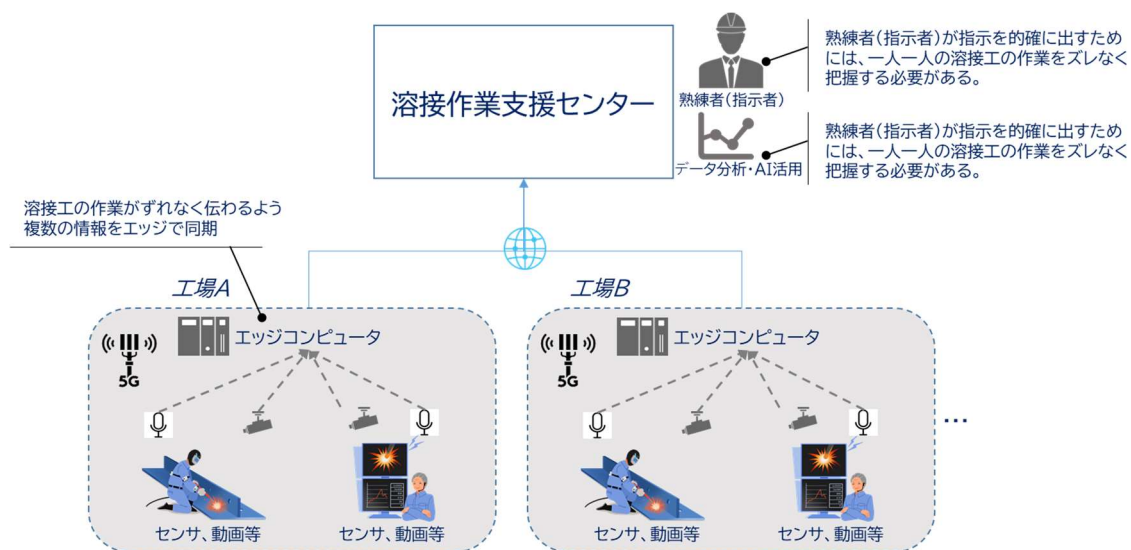 溶接作業支援センター
熟練者（指示者）
熟練者（指示者）が指示を的確に出すため
には、一人一人の溶接工の作業をズレなく
把握する必要がある。
データ分析・AI活用
熟練者（指示者）が指示を的確に出すため
には、一人一人の溶接工の作業をズレなく
把握する必要がある。
溶接工の作業がずれなく伝わるよう
複数の情報をエッジで同期
工場A
エッジコンピュータ
5G
センサ、動画等
センサ、動画等
工場B
エッジコンピュータ
5G
センサ、動画等
センサ、動画等
...